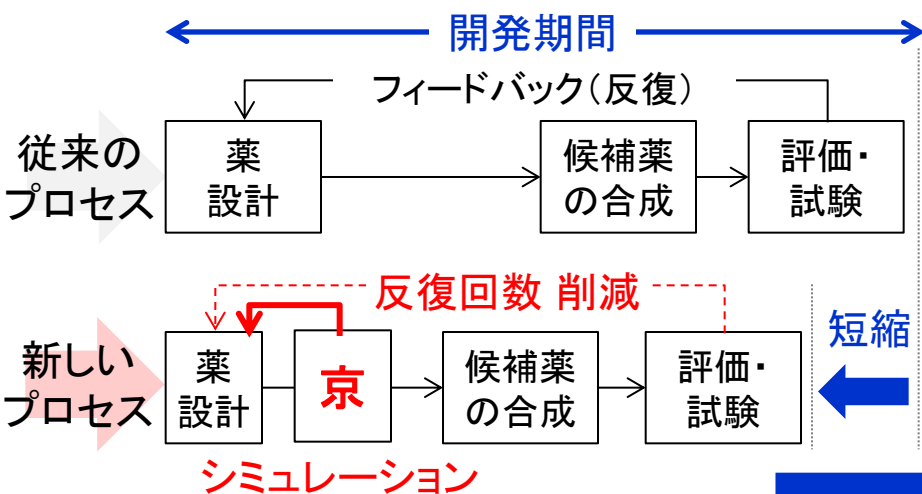 開発期間
フィードバック（反復）
従来の
プロセス
薬
設計
候補薬
の合成
評価・
試験
反復回数 削減
短縮
新しい
プロセス
薬
設計
京
候補薬
の合成
評価・
試験
シミュレーション